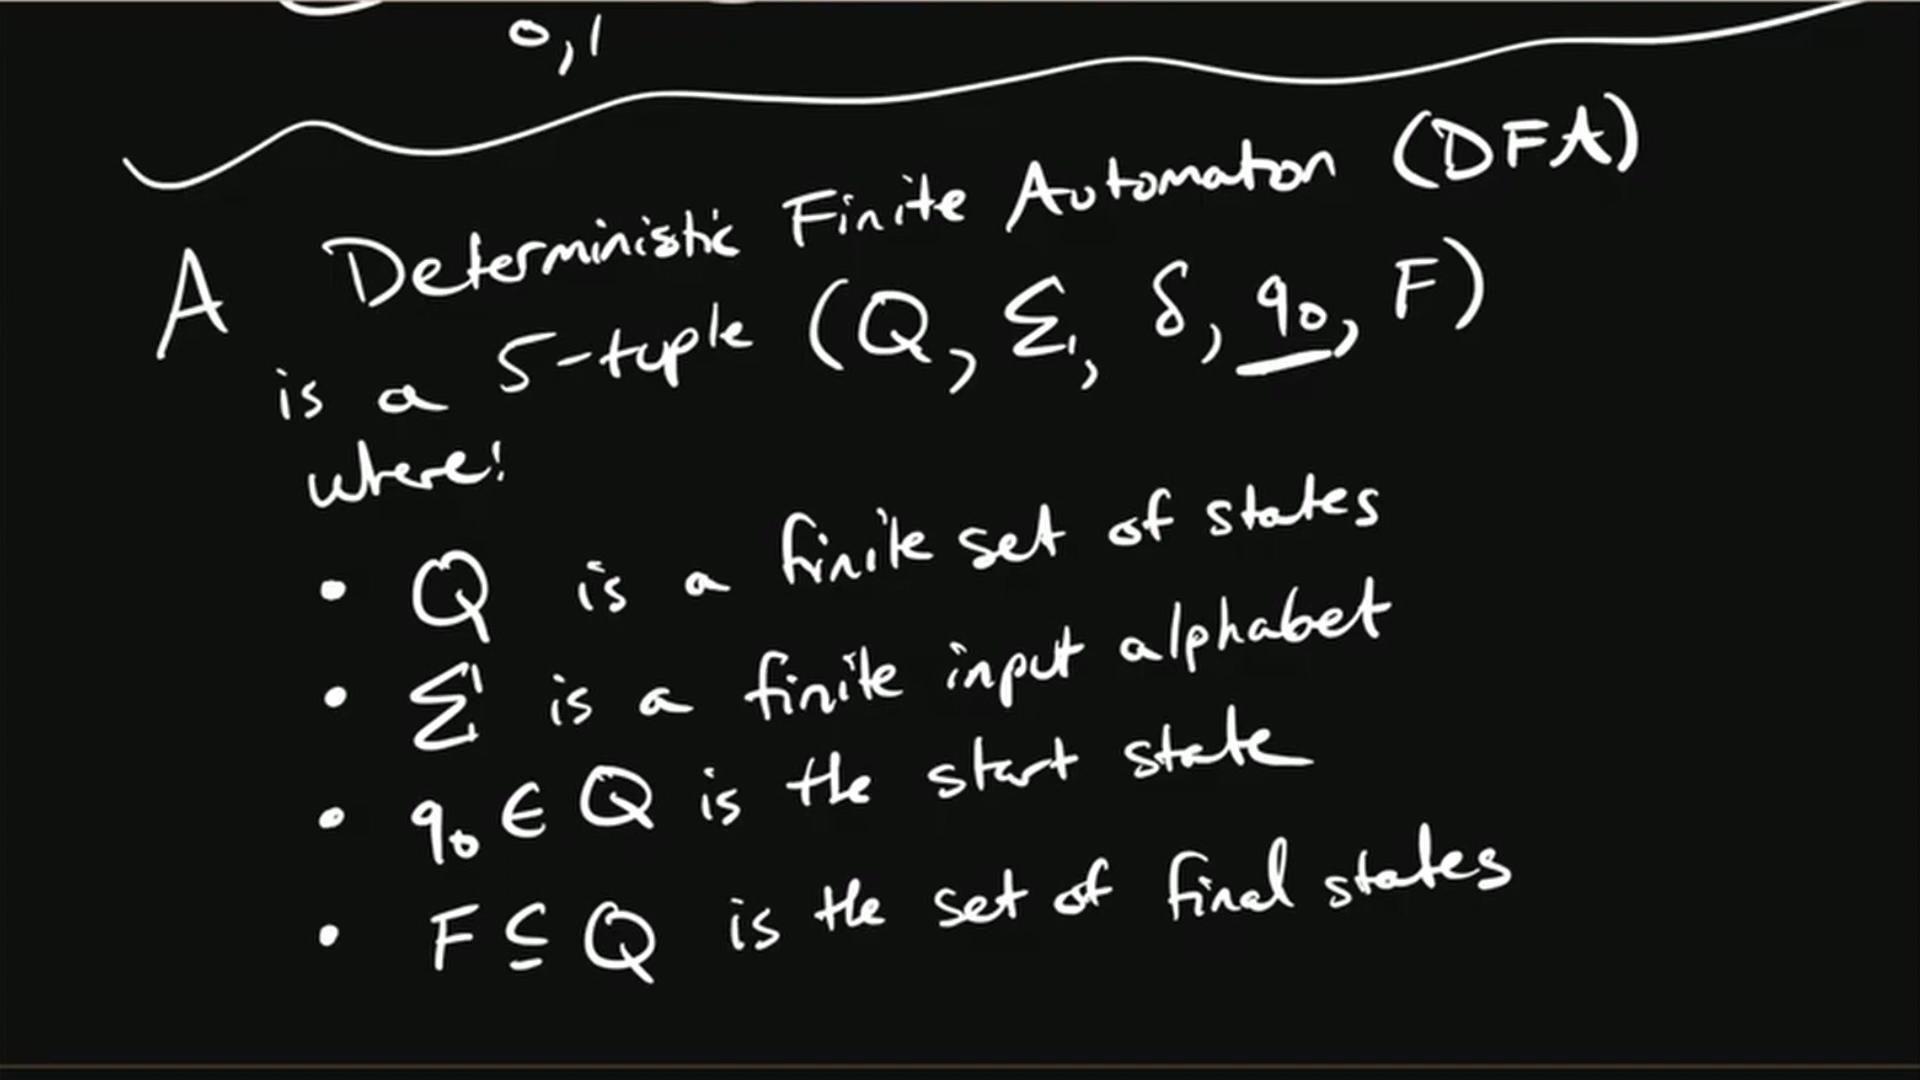 0,1
A Deterministic Finite Automaton (DFA)
is a 5-tuple (Q, Σ, δ, q₀, F)
where:
• Q is a finite set of states
• Σ is a finite input alphabet
• q₀ ∈ Q is the start state
• F ⊆ Q is the set of final states